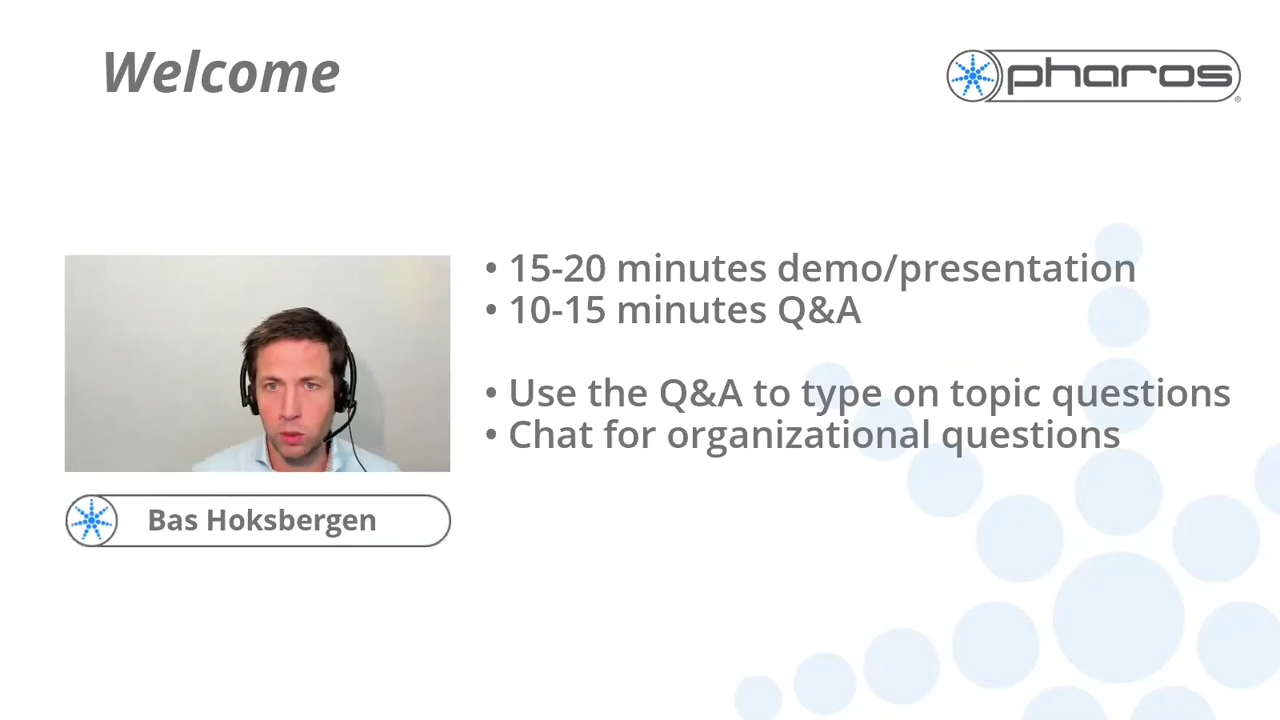 Welcome
pharos®
• 15-20 minutes demo/presentation
• 10-15 minutes Q&A
• Use the Q&A to type on topic questions
• Chat for organizational questions
Bas Hoksbergen